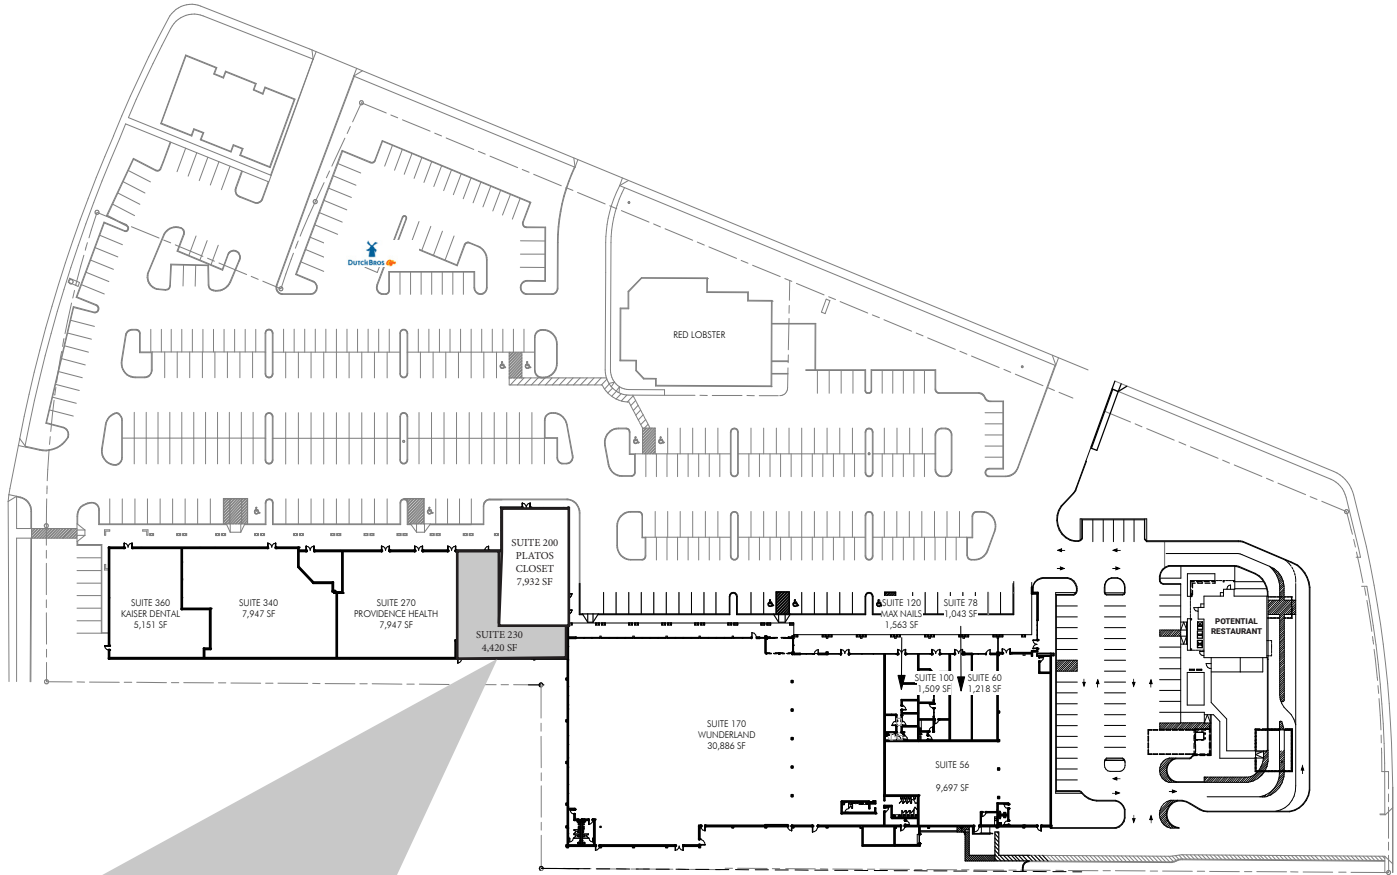 DUTCH BROS
RED LOBSTER
SUITE 200
PLATOS
CLOSET
7,932 SF
SUITE 360
KAISER DENTAL
5,151 SF
SUITE 340
7,947 SF
SUITE 270
PROVIDENCE HEALTH
7,947 SF
SUITE 230
4,420 SF
SUITE 120
MAX NAILS
1,563 SF
SUITE 78
1,043 SF
POTENTIAL
RESTAURANT
SUITE 100
1,509 SF
SUITE 60
1,218 SF
SUITE 170
WUNDERLAND
30,886 SF
SUITE 56
9,697 SF